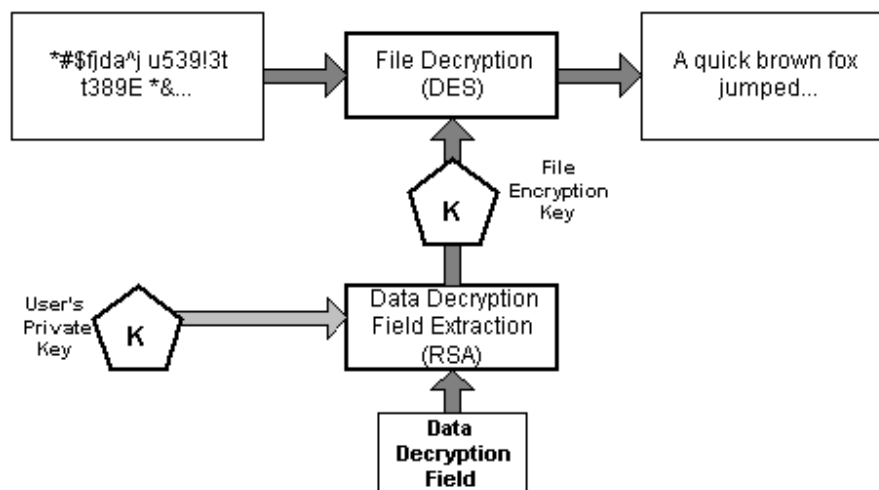 *#$fjda^j u539!3t
t389E *&...
File Decryption
(DES)
A quick brown fox
jumped...
K
File
Encryption
Key
User's
Private
Key
K
Data Decryption
Field Extraction
(RSA)
Data
Decryption
Field